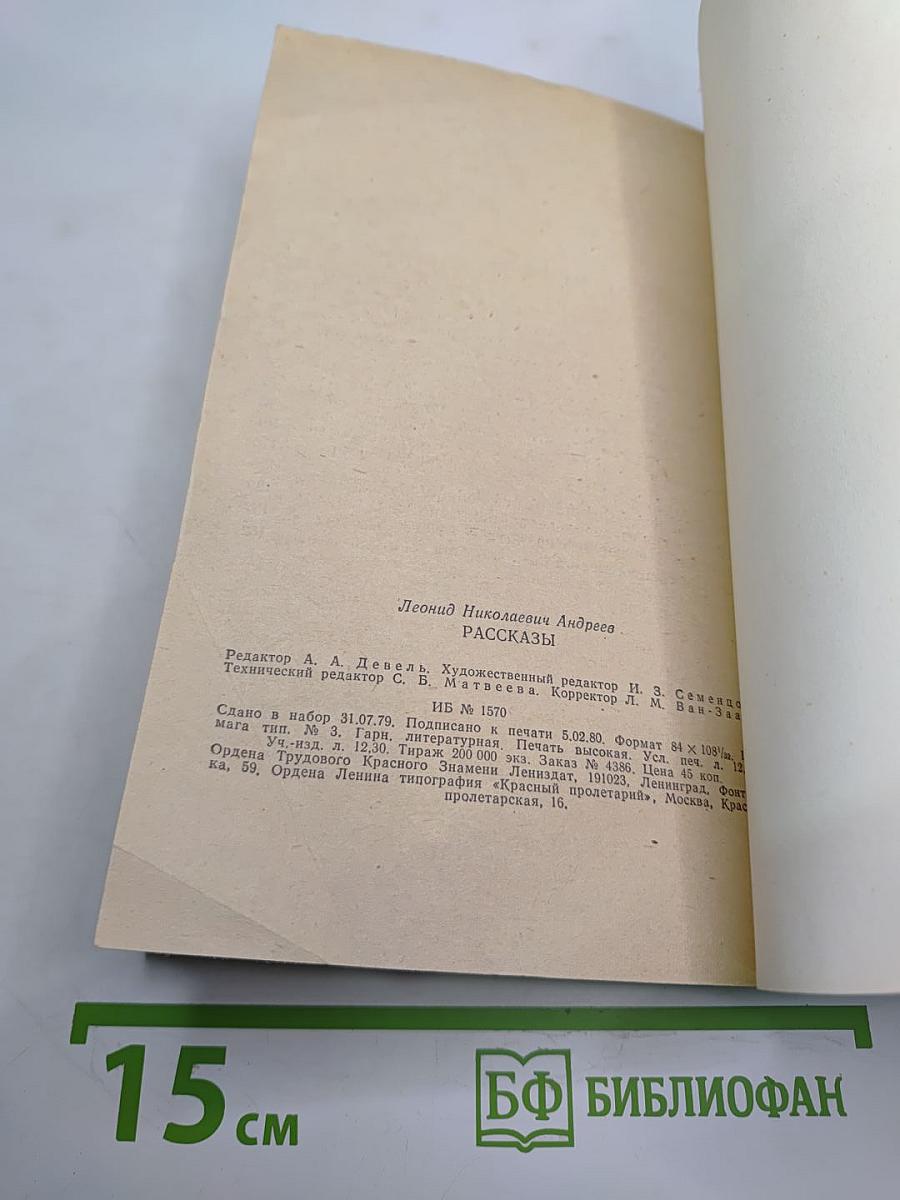 Леонид Николаевич Андреев
РАССКАЗЫ
Редактор А. А. Девель. Художественный редактор И. З. Семенцо
Технический редактор С. Б. Матвеева. Корректор Л. М. Ван-Заа
ИБ № 1570
Сдано в набор 31.07.79. Подписано к печати 5.02.80. Формат 84 × 108¹/₃₂.
мага тип. № 3. Гарн. литературная. Печать высокая. Усл. печ. л. 12,
Уч.-изд. л. 12,30. Тираж 200 000 экз. Заказ № 4386. Цена 45 коп.
Ордена Трудового Красного Знамени Лениздат, 191023, Ленинград, Фонт
ка, 59. Ордена Ленина типография «Красный пролетарий», Москва, Крас
пролетарская, 16.
15 см
БФ БИБЛИОФАН